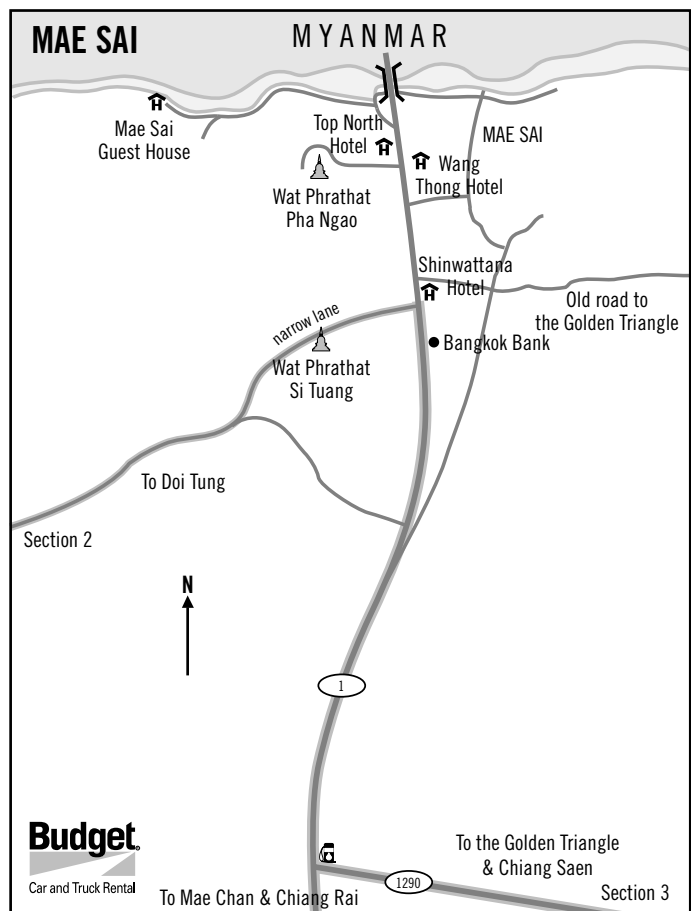 MAE SAI
MYANMAR
Mae Sai
Guest House
Top North
Hotel
MAE SAI
Wang
Thong Hotel
Wat Phrathat
Pha Ngao
Shinwattana
Hotel
Old road to
the Golden Triangle
narrow lane
Bangkok Bank
Wat Phrathat
Si Tuang
To Doi Tung
Section 2
N
1
Budget.
Car and Truck Rental
To the Golden Triangle
& Chiang Saen
1290
Section 3
To Mae Chan & Chiang Rai